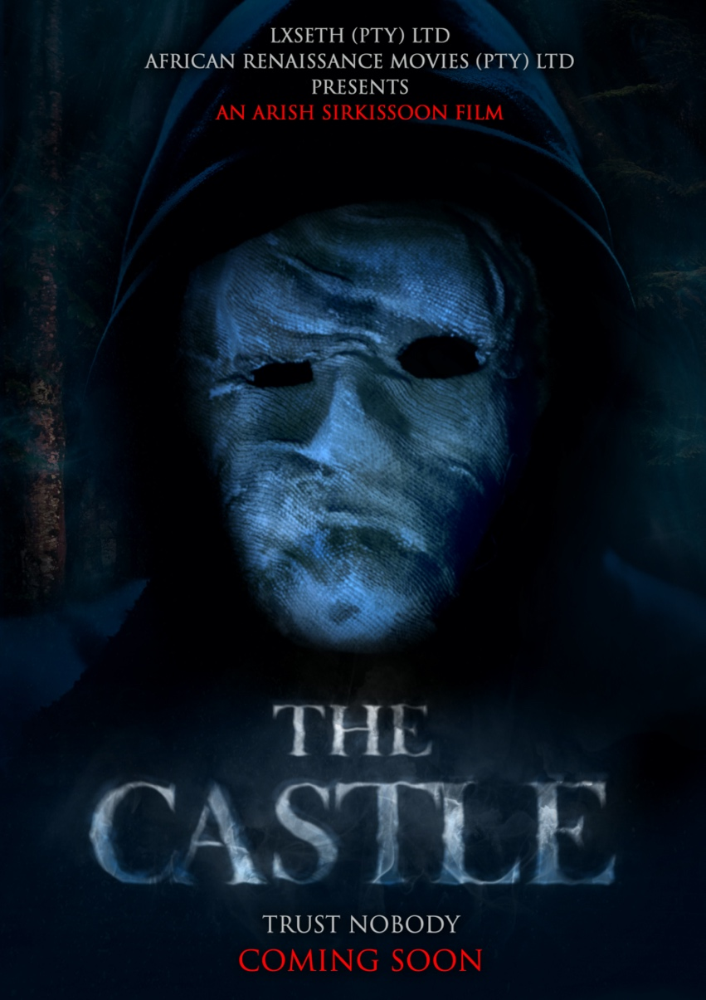 LXSETH (PTY) LTD
AFRICAN RENAISSANCE MOVIES (PTY) LTD
PRESENTS
AN ARISH SIRKISSOON FILM
THE
CASTLE
TRUST NOBODY
COMING SOON